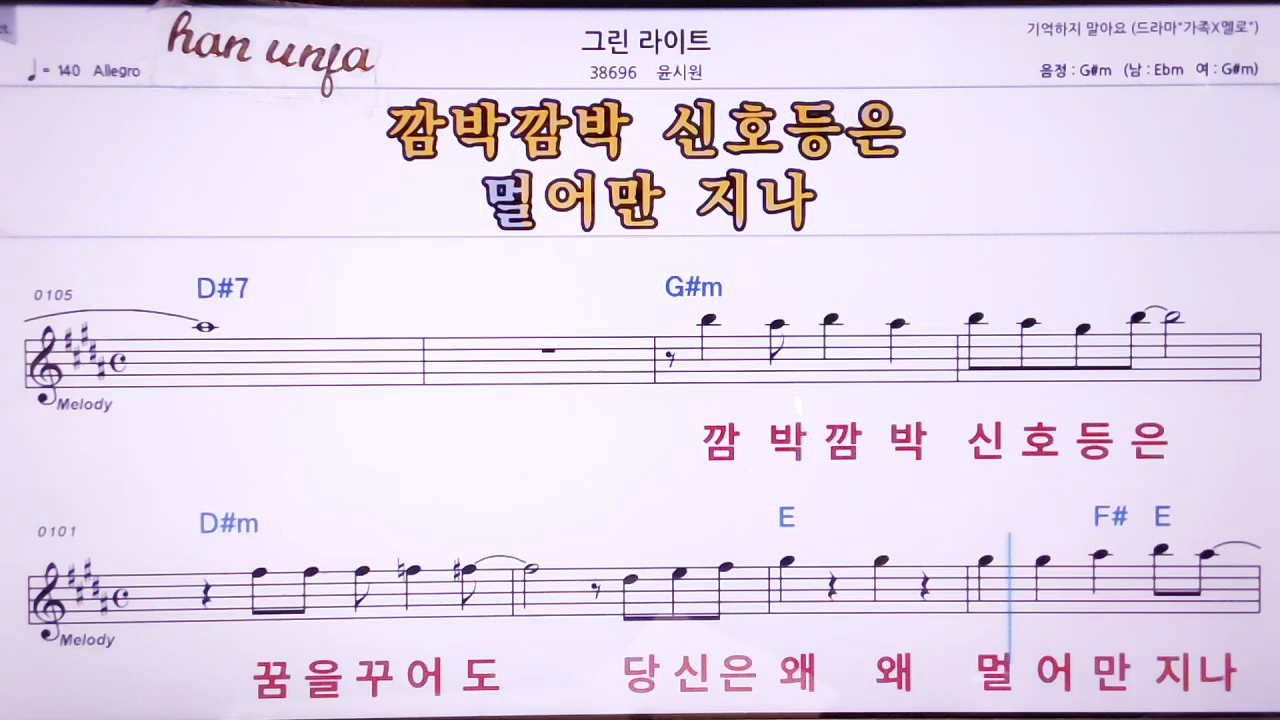 han unfa
그린 라이트
기억하지 말아요 (드라마"가족X멜로")
♩= 140 Allegro
38696 윤시원
음정 : G#m (남 : Ebm 여 : G#m)
깜박깜박 신호등은
멀어만 지나
0105
D#7 G#m
Melody
깜 박 깜 박 신 호 등 은
0101
D#m E F# E
Melody
꿈 을 꾸 어 도 당 신 은 왜 왜 멀 어 만 지 나